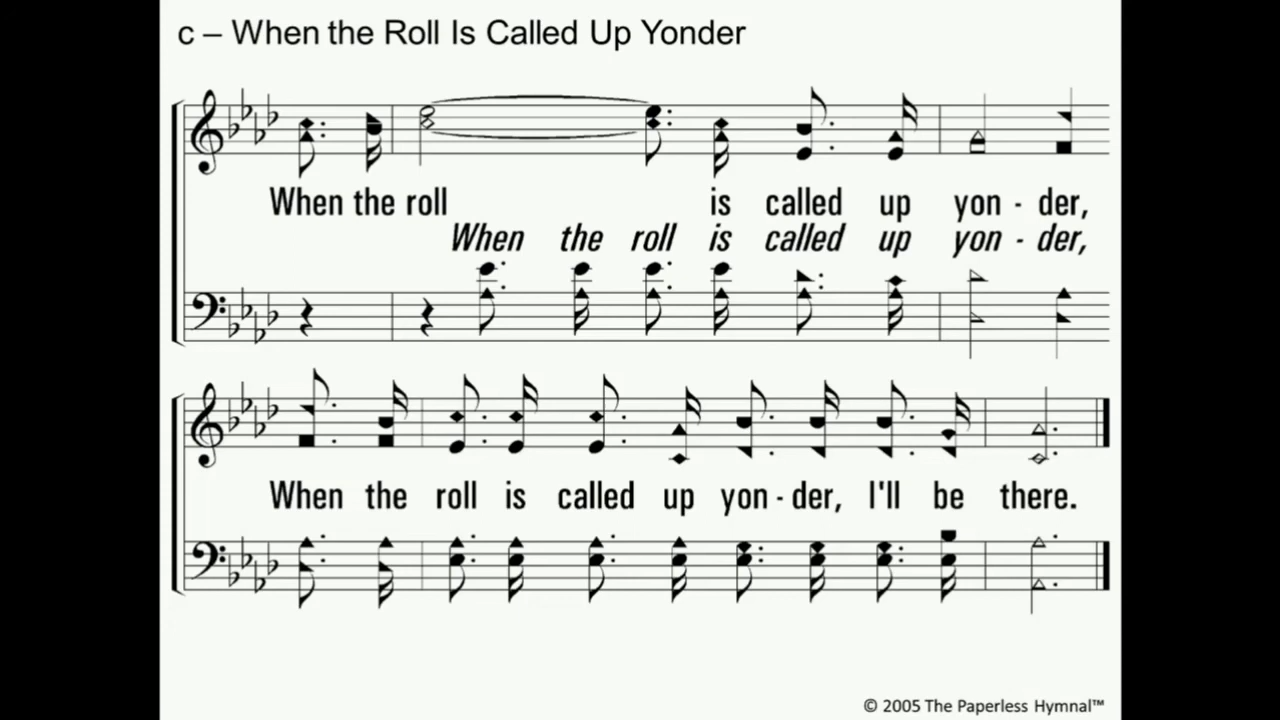 c – When the Roll Is Called Up Yonder
When the roll is called up yon - der,
When the roll is called up yon - der,
When the roll is called up yon - der, I'll be there.
© 2005 The Paperless Hymnal™